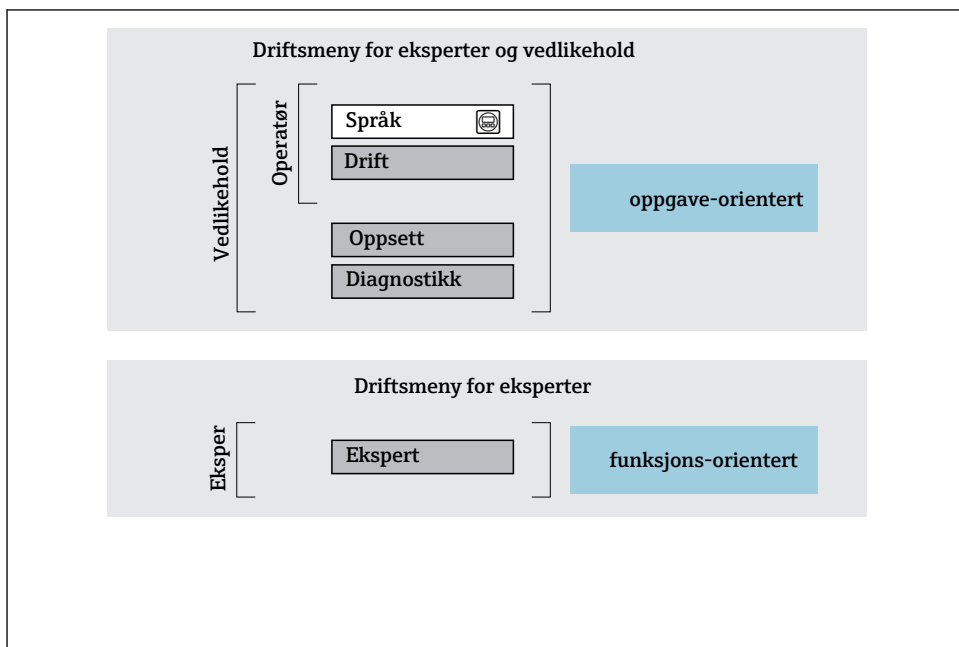 Driftsmeny for eksperter og vedlikehold
Vedlikehold
Operatør
Språk
Drift
oppgave-orientert
Oppsett
Diagnostikk
Driftsmeny for eksperter
Eksper
Ekspert
funksjons-orientert